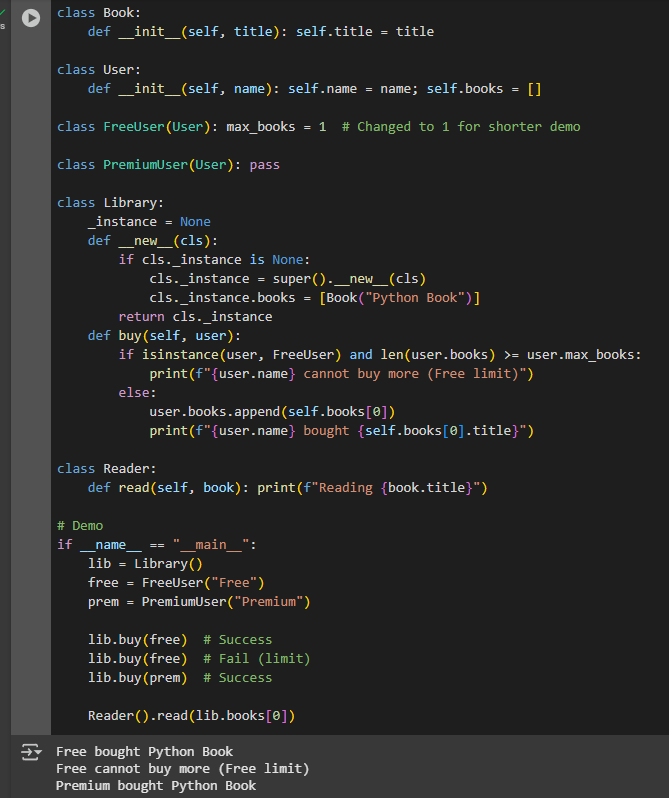 class Book:
    def __init__(self, title): self.title = title

class User:
    def __init__(self, name): self.name = name; self.books = []

class FreeUser(User): max_books = 1  # Changed to 1 for shorter demo

class PremiumUser(User): pass

class Library:
    _instance = None
    def __new__(cls):
        if cls._instance is None:
            cls._instance = super().__new__(cls)
            cls._instance.books = [Book("Python Book")]
        return cls._instance
    def buy(self, user):
        if isinstance(user, FreeUser) and len(user.books) >= user.max_books:
            print(f"{user.name} cannot buy more (Free limit)")
        else:
            user.books.append(self.books[0])
            print(f"{user.name} bought {self.books[0].title}")

class Reader:
    def read(self, book): print(f"Reading {book.title}")

# Demo
if __name__ == "__main__":
    lib = Library()
    free = FreeUser("Free")
    prem = PremiumUser("Premium")

    lib.buy(free)  # Success
    lib.buy(free)  # Fail (limit)
    lib.buy(prem)  # Success

    Reader().read(lib.books[0])
Free bought Python Book
Free cannot buy more (Free limit)
Premium bought Python Book